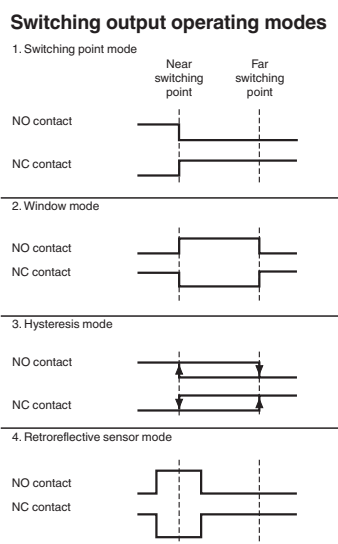 Switching output operating modes
1. Switching point mode
Near
switching
point
Far
switching
point
NO contact
NC contact
2. Window mode
NO contact
NC contact
3. Hysteresis mode
NO contact
NC contact
4. Retroreflective sensor mode
NO contact
NC contact